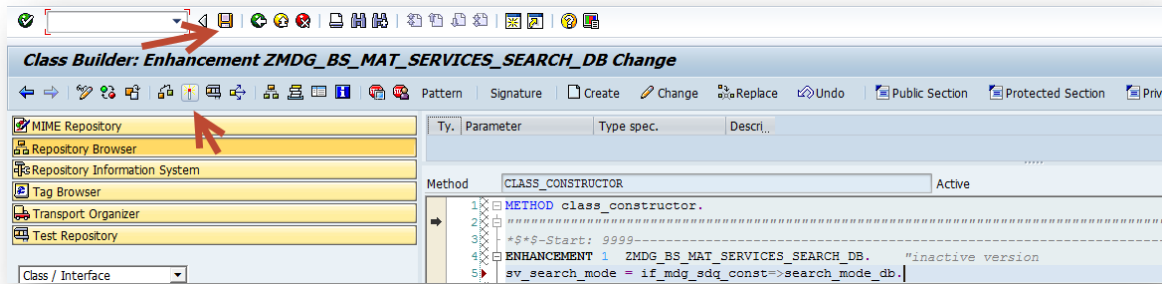 Class Builder: Enhancement ZMDG_BS_MAT_SERVICES_SEARCH_DB Change
Pattern Signature Create Change Replace Undo Public Section Protected Section Priv
MIME Repository
Repository Browser
Repository Information System
Tag Browser
Transport Organizer
Test Repository
Class / Interface
Ty. Parameter Type spec. Descri..
Method CLASS_CONSTRUCTOR Active
1 METHOD class_constructor.
2 """"""""""""""""""""""""""""""""""""""""""""""""""""""""""""""""""""""""""""""""""""
3 *$*$-Start: 9999------------------------------------------------------------------
4 ENHANCEMENT 1 ZMDG_BS_MAT_SERVICES_SEARCH_DB. "inactive version
5 sv_search_mode = if_mdg_sdq_const=>search_mode_db.